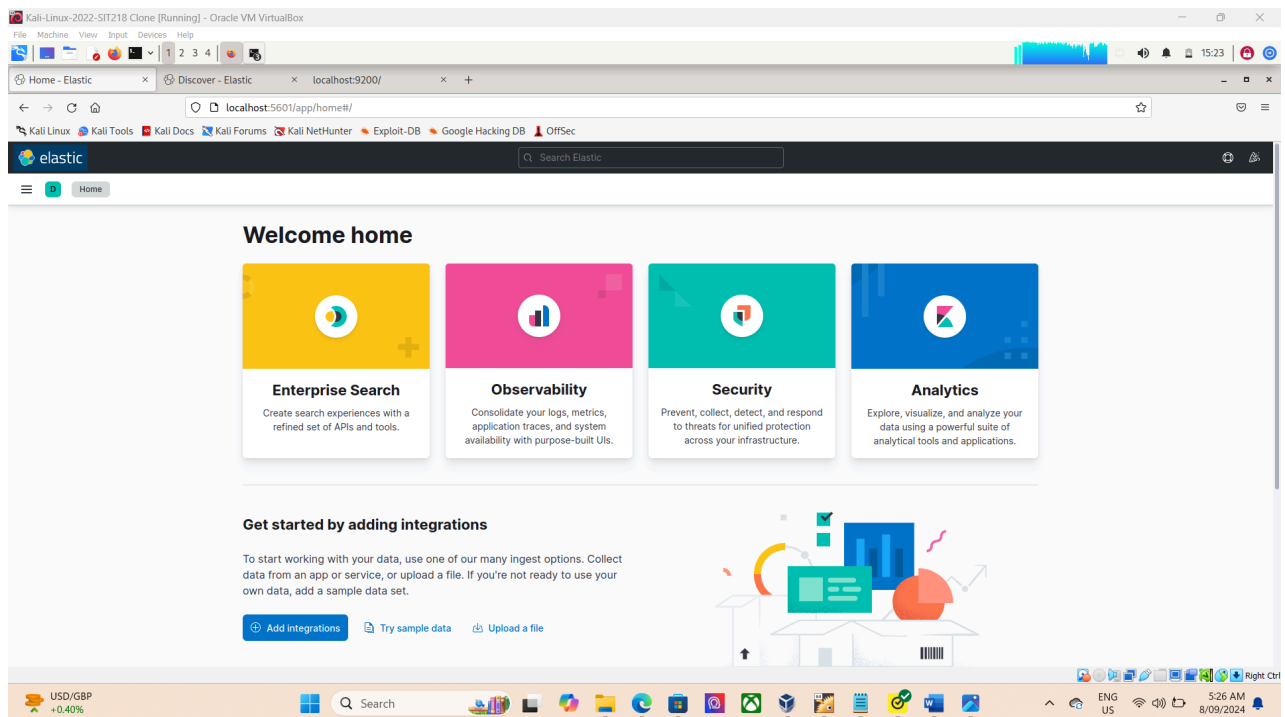 Kali-Linux-2022-SIT218 Clone [Running] - Oracle VM VirtualBox
File Machine View Input Devices Help
1 2 3 4
15:23
Home - Elastic
Discover - Elastic
localhost:9200/
localhost:5601/app/home#/
Kali Linux Kali Tools Kali Docs Kali Forums Kali NetHunter Exploit-DB Google Hacking DB OffSec
elastic
Search Elastic
D Home
Welcome home
Enterprise Search
Create search experiences with a
refined set of APIs and tools.
Observability
Consolidate your logs, metrics,
application traces, and system
availability with purpose-built UIs.
Security
Prevent, collect, detect, and respond
to threats for unified protection
across your infrastructure.
Analytics
Explore, visualize, and analyze your
data using a powerful suite of
analytical tools and applications.
Get started by adding integrations
To start working with your data, use one of our many ingest options. Collect
data from an app or service, or upload a file. If you're not ready to use your
own data, add a sample data set.
Add integrations
Try sample data
Upload a file
Right Ctrl
USD/GBP
+0.40%
Search
ENG
US
5:26 AM
8/09/2024